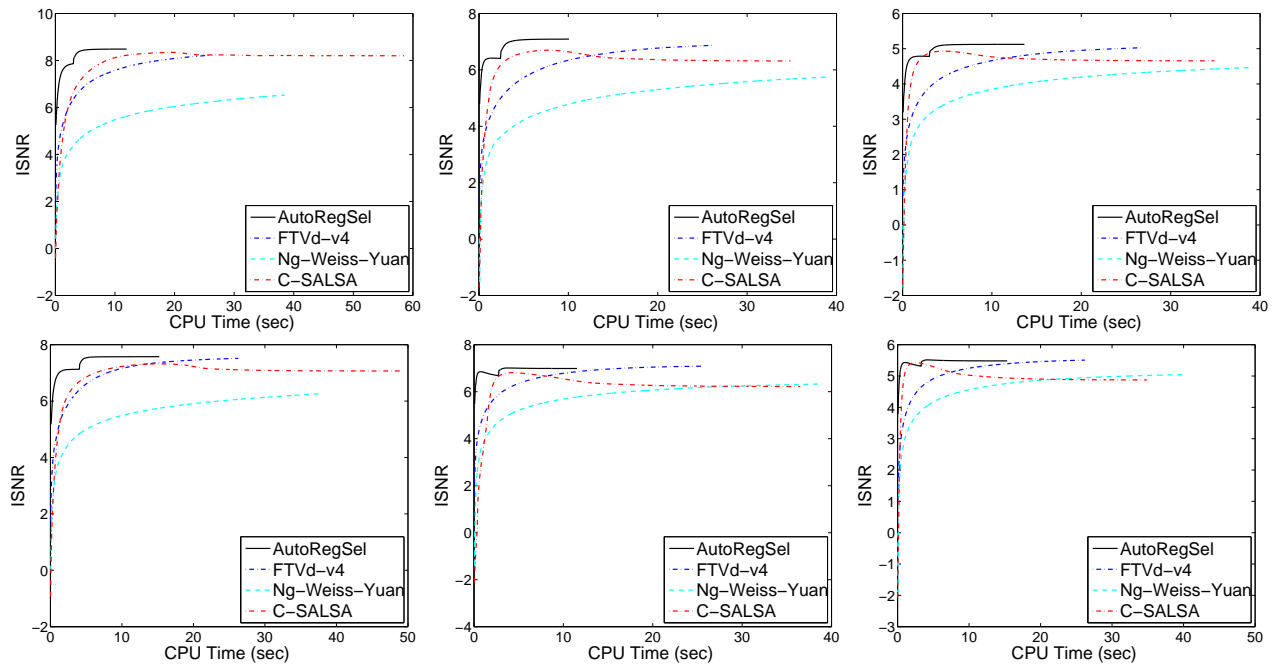 10
8
6
4
2
0
−2
ISNR
0 10 20 30 40 50 60
CPU Time (sec)
AutoRegSel
FTVd−v4
Ng−Weiss−Yuan
C−SALSA
8
6
4
2
0
−2
ISNR
0 10 20 30 40
CPU Time (sec)
AutoRegSel
FTVd−v4
Ng−Weiss−Yuan
C−SALSA
6
5
4
3
2
1
0
−1
−2
ISNR
0 10 20 30 40
CPU Time (sec)
AutoRegSel
FTVd−v4
Ng−Weiss−Yuan
C−SALSA
8
6
4
2
0
−2
ISNR
0 10 20 30 40 50
CPU Time (sec)
AutoRegSel
FTVd−v4
Ng−Weiss−Yuan
C−SALSA
8
6
4
2
0
−2
−4
ISNR
0 10 20 30 40
CPU Time (sec)
AutoRegSel
FTVd−v4
Ng−Weiss−Yuan
C−SALSA
6
5
4
3
2
1
0
−1
−2
−3
ISNR
0 10 20 30 40 50
CPU Time (sec)
AutoRegSel
FTVd−v4
Ng−Weiss−Yuan
C−SALSA